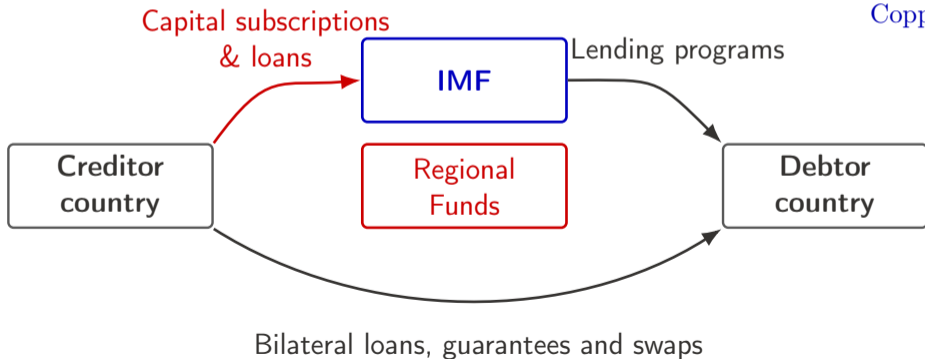 Capital subscriptions
& loans
IMF
Lending programs
Creditor
country
Regional
Funds
Debtor
country
Bilateral loans, guarantees and swaps